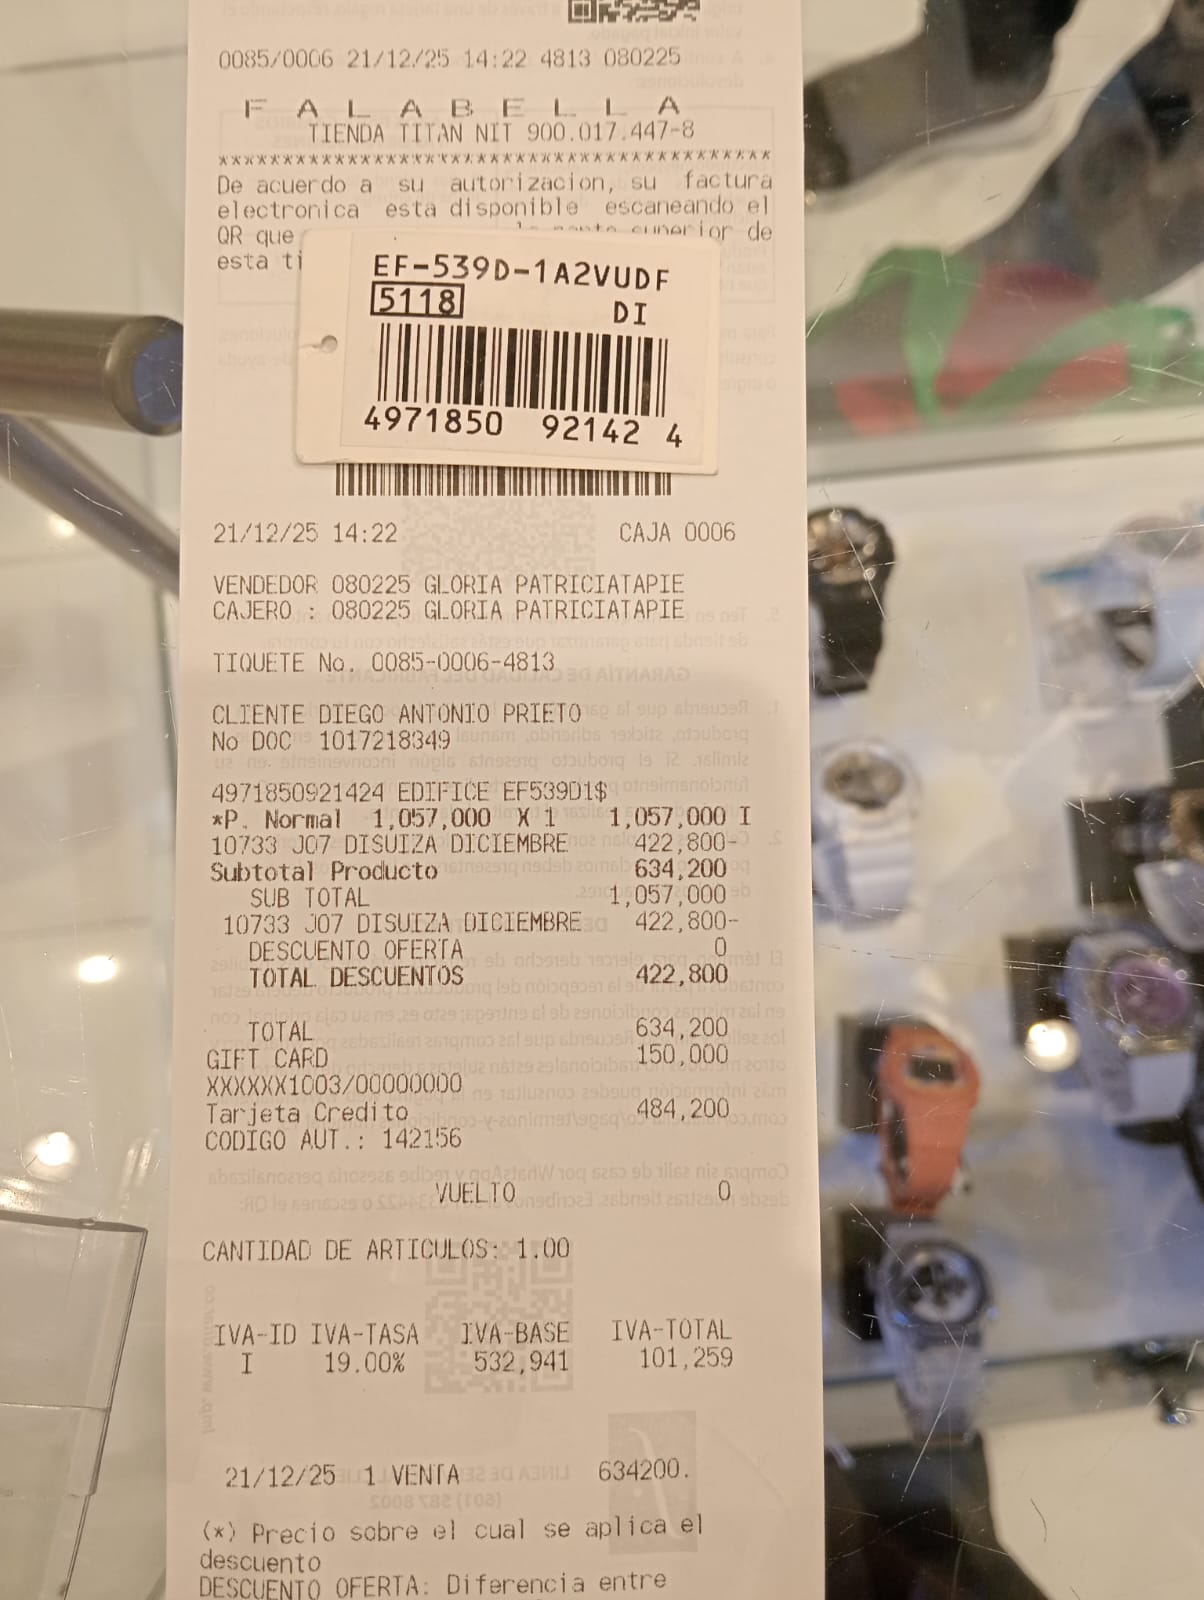 0085/0006 21/12/25 14:22 4813 080225
F A L A B E L L A
TIENDA TITAN NIT 900.017.447-8
*******************************************
De acuerdo a su autorizacion, su factura
electronica esta disponible escaneando el
QR que superior de
esta ti
EF-539D-1A2VUDF
5118 DI
4971850 92142 4
21/12/25 14:22 CAJA 0006
VENDEDOR 080225 GLORIA PATRICIATAPIE
CAJERO : 080225 GLORIA PATRICIATAPIE
TIQUETE No. 0085-0006-4813
CLIENTE DIEGO ANTONIO PRIETO
No DOC 1017218349
4971850921424 EDIFICE EF539D1$
*P. Normal 1,057,000 X 1 1,057,000 I
10733 J07 DISUIZA DICIEMBRE 422,800-
Subtotal Producto 634,200
SUB TOTAL 1,057,000
10733 J07 DISUIZA DICIEMBRE 422,800-
DESCUENTO OFERTA 0
TOTAL DESCUENTOS 422,800
TOTAL 634,200
GIFT CARD 150,000
XXXXXX1003/00000000
Tarjeta Credito 484,200
CODIGO AUT.: 142156
VUELTO 0
CANTIDAD DE ARTICULOS: 1.00
IVA-ID IVA-TASA IVA-BASE IVA-TOTAL
I 19.00% 532,941 101,259
21/12/25 1 VENTA 634200.
(*) Precio sobre el cual se aplica el
descuento
DESCUENTO OFERTA: Diferencia entre